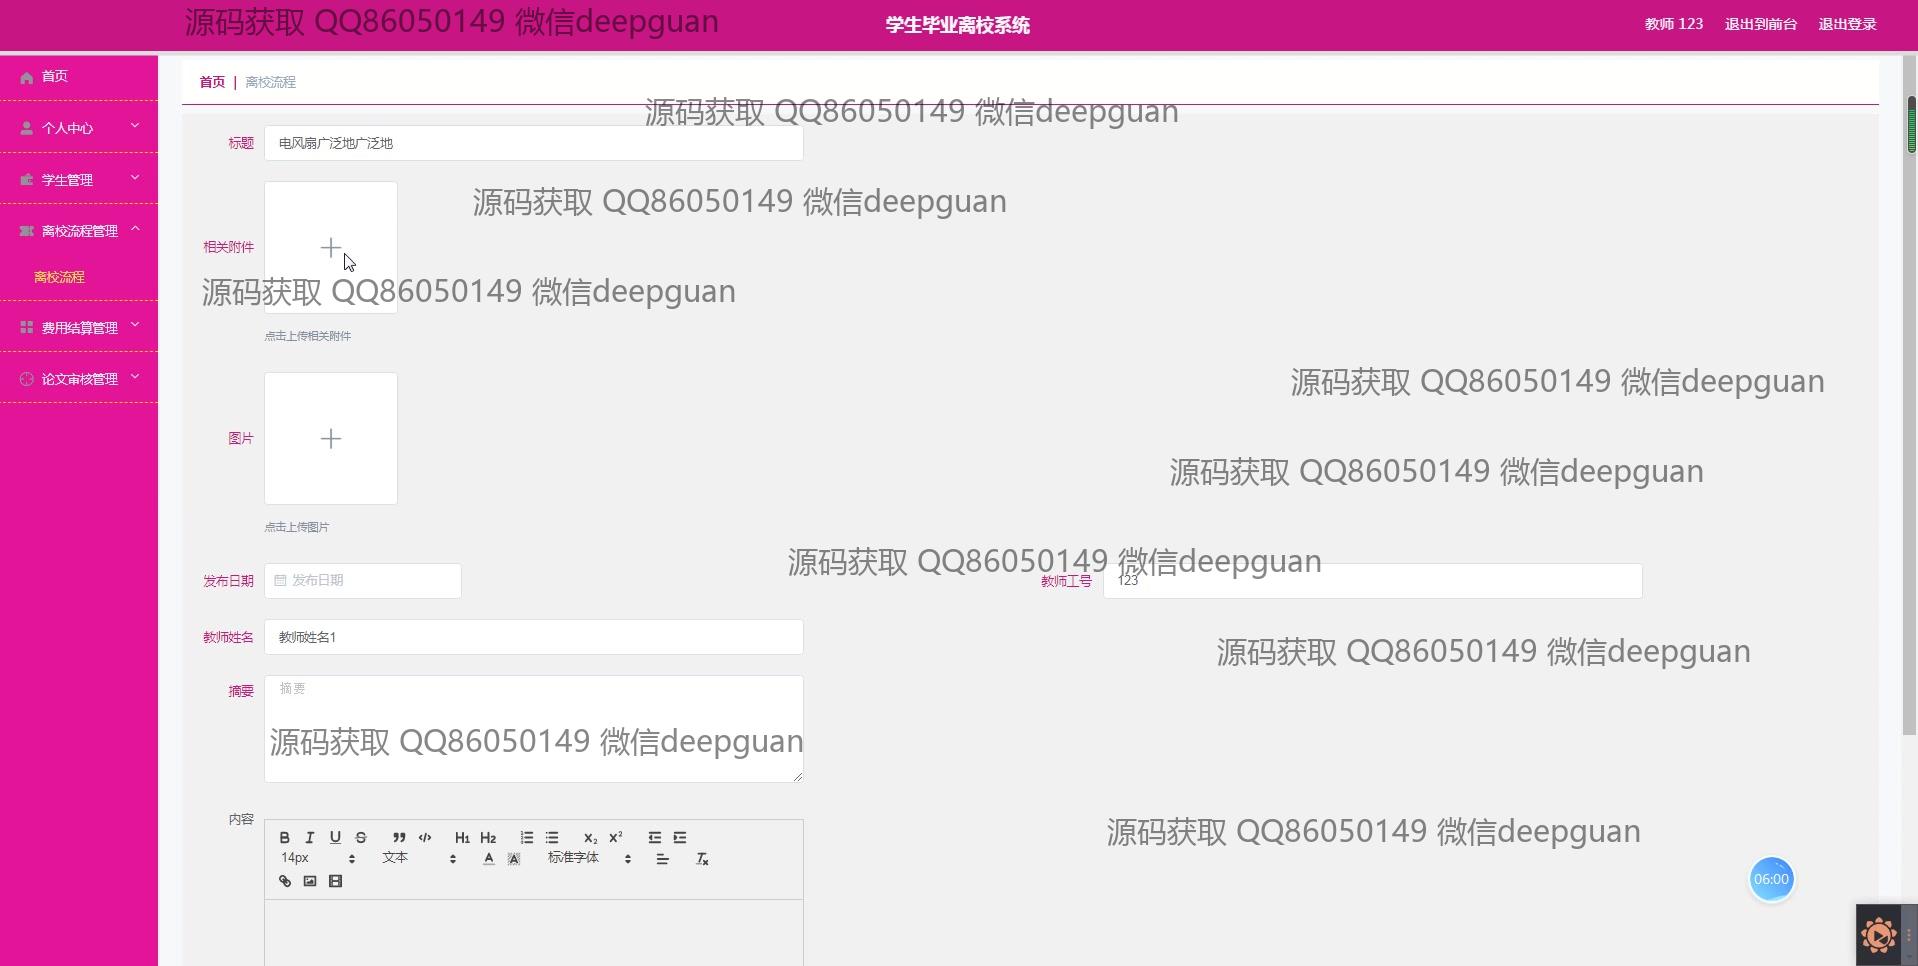 源码获取 QQ86050149 微信deepguan
学生毕业离校系统
教师 123 退出到前台 退出登录
首页
个人中心
学生管理
离校流程管理
离校流程
费用结算管理
论文审核管理
首页 | 离校流程
源码获取 QQ86050149 微信deepguan
标题 电风扇广泛地广泛地
源码获取 QQ86050149 微信deepguan
相关附件
源码获取 QQ86050149 微信deepguan
点击上传相关附件
源码获取 QQ86050149 微信deepguan
图片
源码获取 QQ86050149 微信deepguan
点击上传图片
源码获取 QQ86050149 微信deepguan
发布日期 发布日期 教师工号 123
教师姓名 教师姓名1
源码获取 QQ86050149 微信deepguan
摘要 摘要
源码获取 QQ86050149 微信deepguan
内容
源码获取 QQ86050149 微信deepguan
B I U S H1 H2 X2 X2
14px 文本 A A 标准字体 Tx
06:00